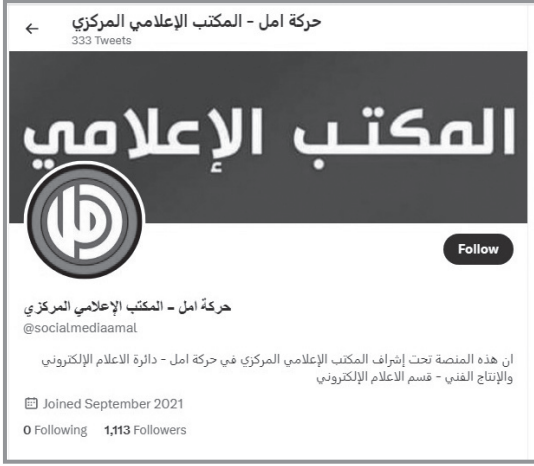 حركة امل - المكتب الإعلامي المركزي
333 Tweets
المكتب الإعلامي
امل
Follow
حركة امل - المكتب الإعلامي المركزي
@socialmediaamal
ان هذه المنصة تحت إشراف المكتب الإعلامي المركزي في حركة امل - دائرة الاعلام الإلكتروني
والإنتاج الفني - قسم الاعلام الإلكتروني
Joined September 2021
0 Following 1,113 Followers